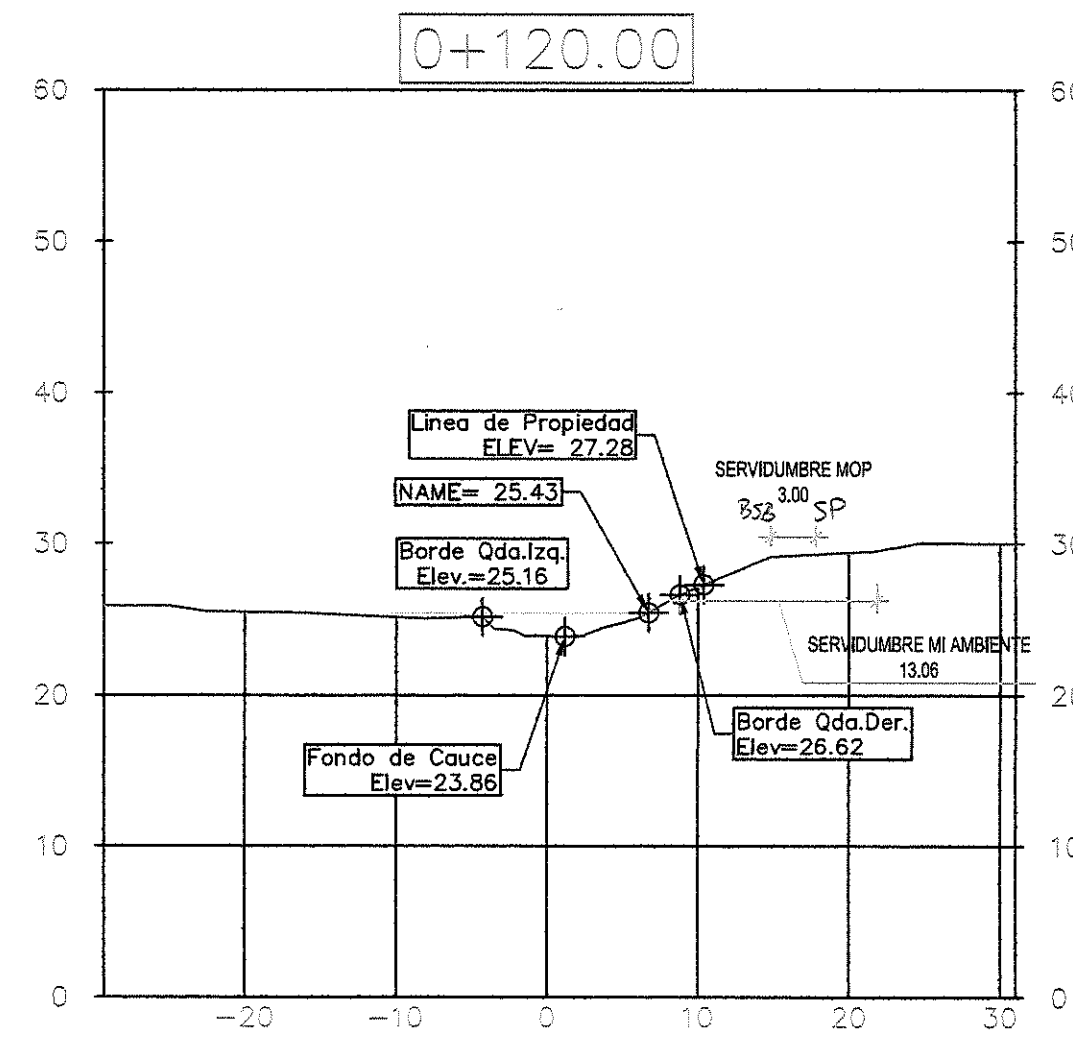 0+120.00
60
60
50
50
40
40
Linea de Propiedad
ELEV= 27.28
SERVIDUMBRE MOP
3.00
NAME= 25.43
BSB SP
30
30
Borde Qda.Izq.
Elev.=25.16
SERVIDUMBRE MI AMBIENTE
13.06
20
20
Borde Qda.Der.
Elev=26.62
Fondo de Cauce
Elev=23.86
10
10
0
0
-20 -10 0 10 20 30